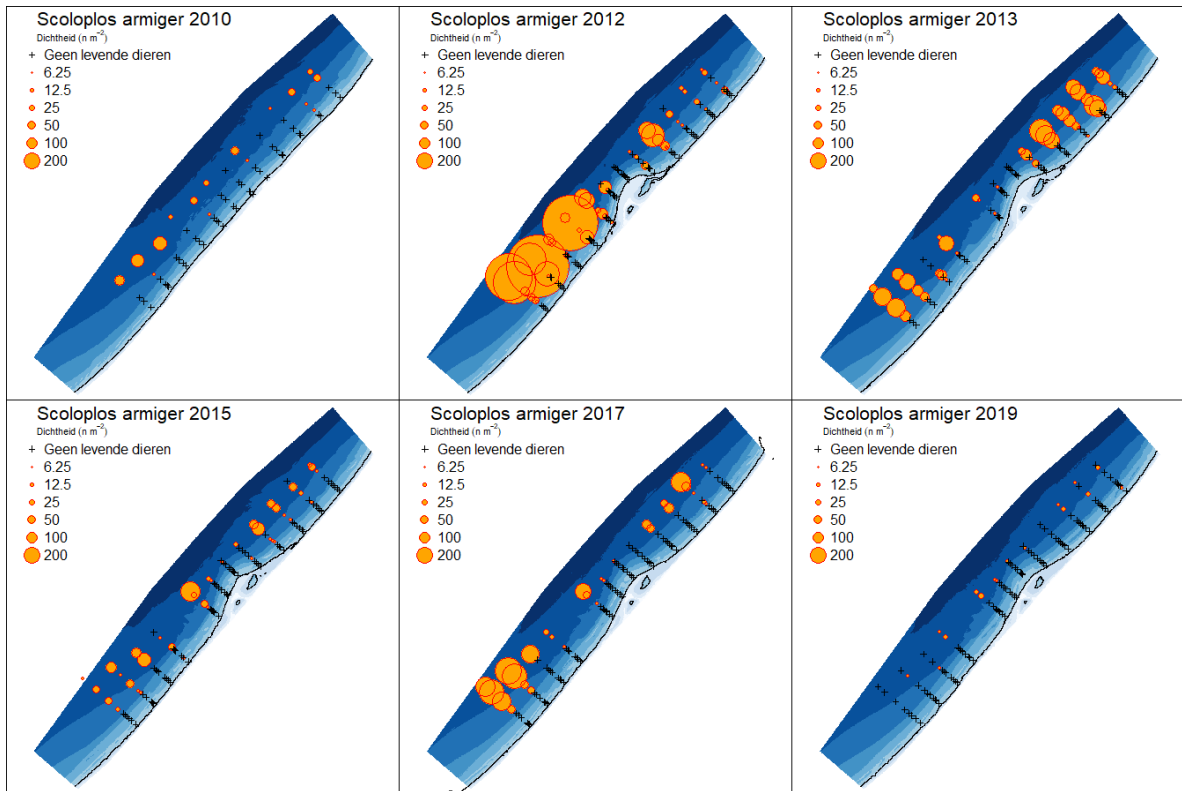 Scoloplos armiger 2010
Dichtheid (n m⁻²)
Geen levende dieren
6.25
12.5
25
50
100
200
Scoloplos armiger 2012
Dichtheid (n m⁻²)
Geen levende dieren
6.25
12.5
25
50
100
200
Scoloplos armiger 2013
Dichtheid (n m⁻²)
Geen levende dieren
6.25
12.5
25
50
100
200
Scoloplos armiger 2015
Dichtheid (n m⁻²)
Geen levende dieren
6.25
12.5
25
50
100
200
Scoloplos armiger 2017
Dichtheid (n m⁻²)
Geen levende dieren
6.25
12.5
25
50
100
200
Scoloplos armiger 2019
Dichtheid (n m⁻²)
Geen levende dieren
6.25
12.5
25
50
100
200